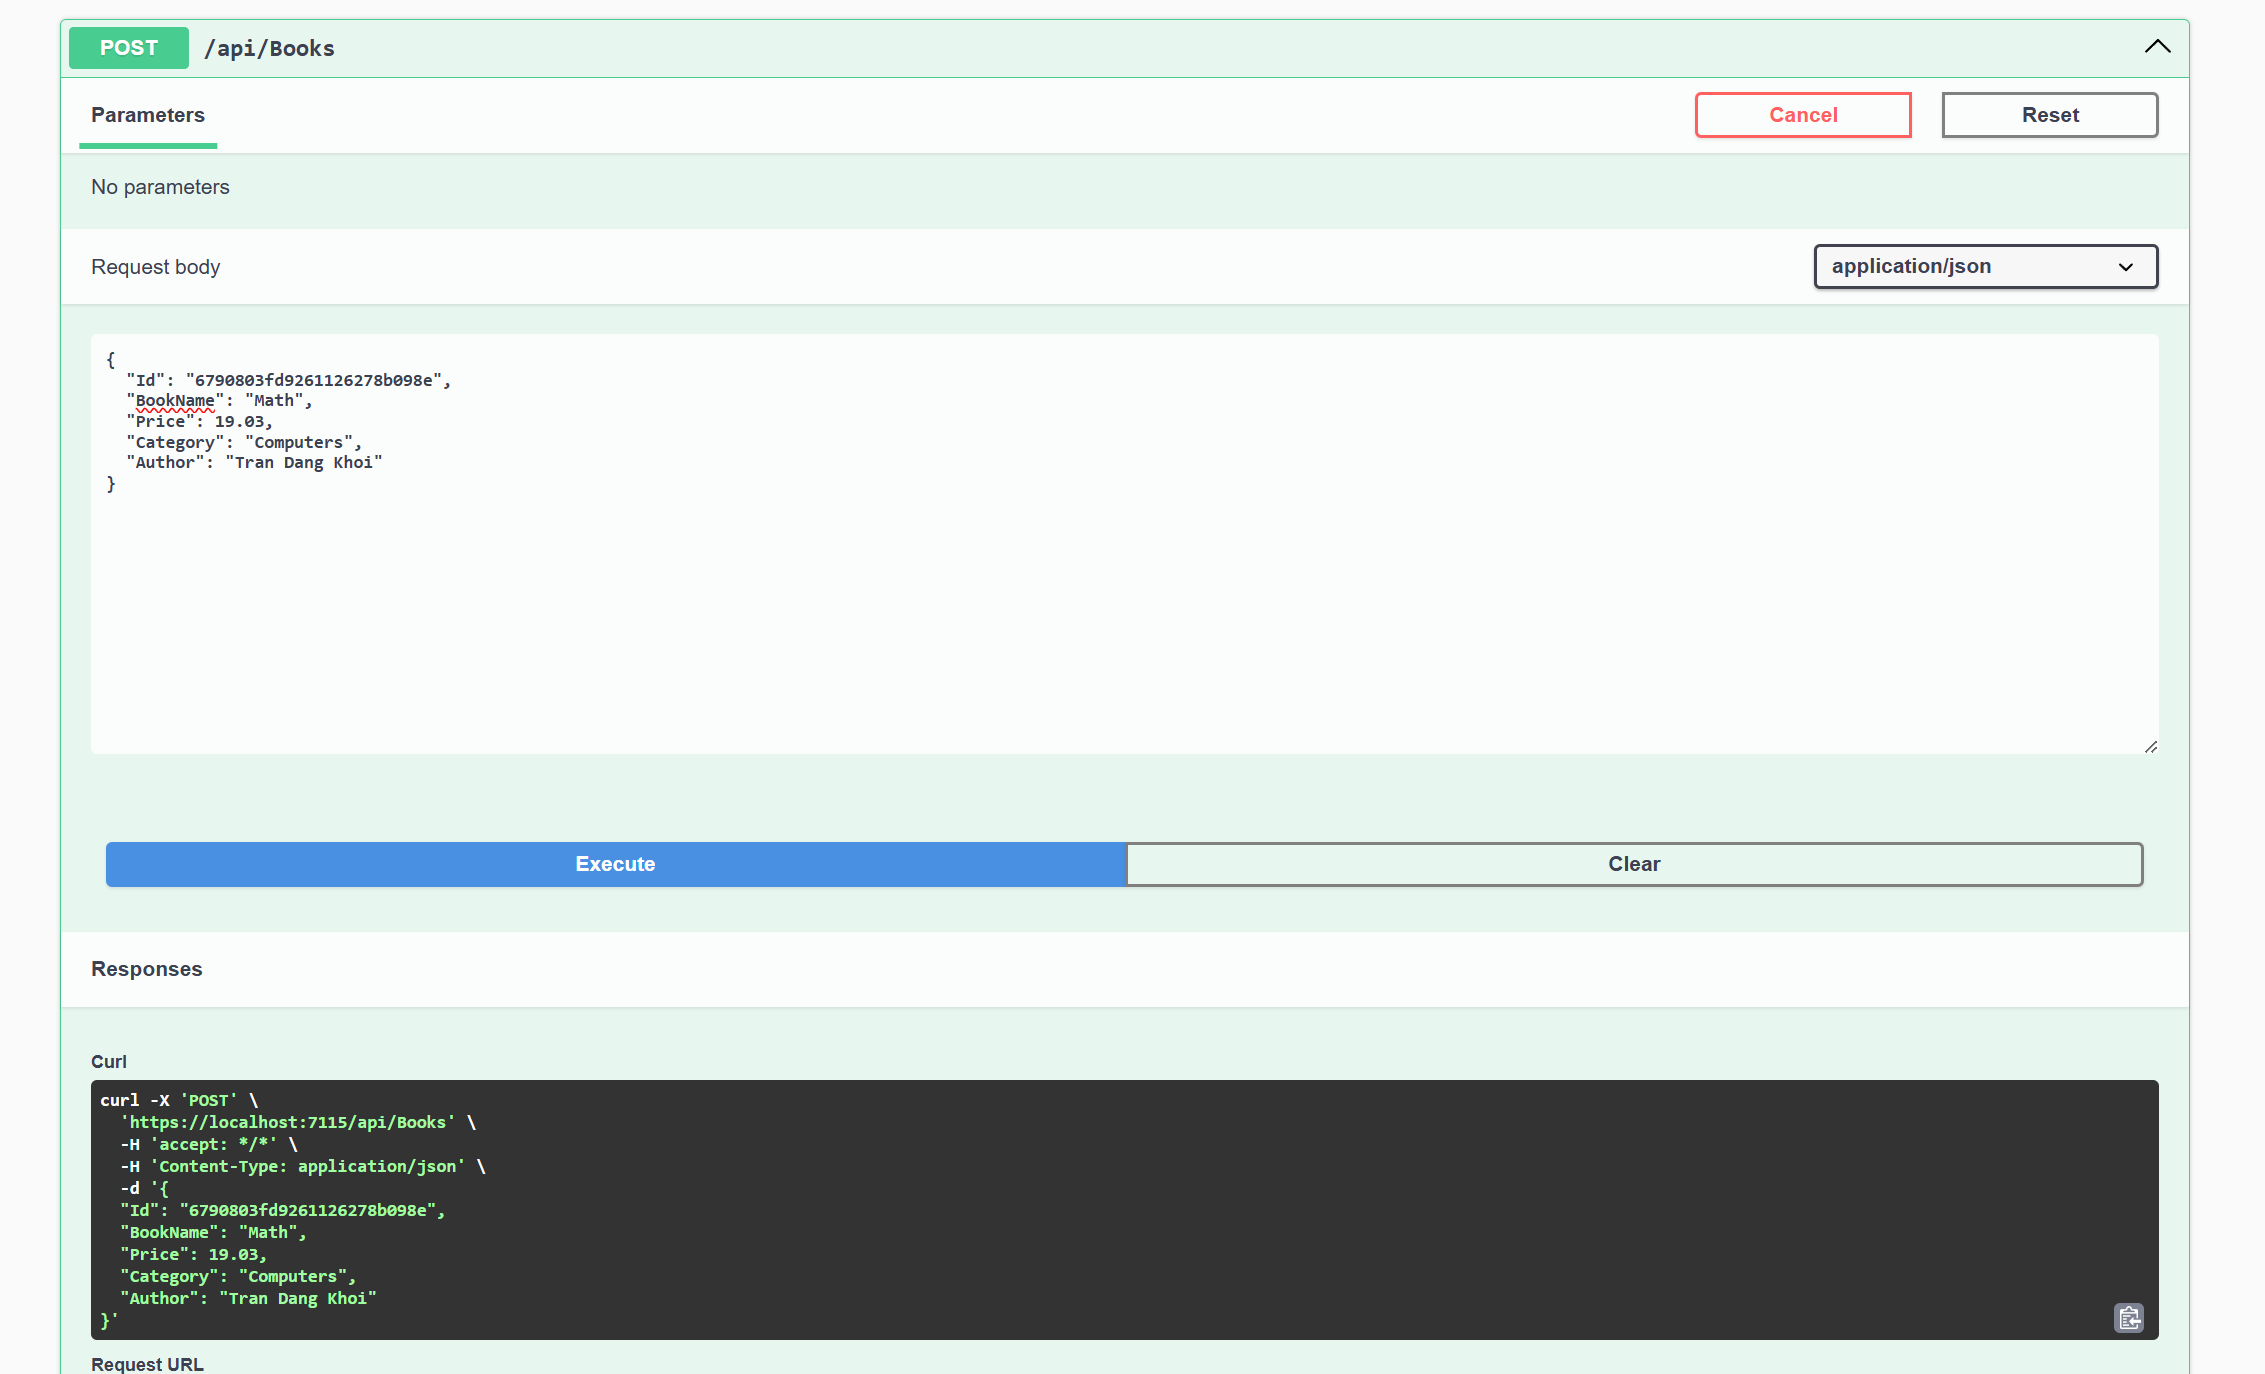 POST /api/Books
Parameters
Cancel
Reset
No parameters
Request body
application/json
{
  "Id": "6790803fd9261126278b098e",
  "BookName": "Math",
  "Price": 19.03,
  "Category": "Computers",
  "Author": "Tran Dang Khoi"
}
Execute
Clear
Responses
Curl
curl -X 'POST' \
  'https://localhost:7115/api/Books' \
  -H 'accept: */*' \
  -H 'Content-Type: application/json' \
  -d '{
  "Id": "6790803fd9261126278b098e",
  "BookName": "Math",
  "Price": 19.03,
  "Category": "Computers",
  "Author": "Tran Dang Khoi"
}'
Request URL